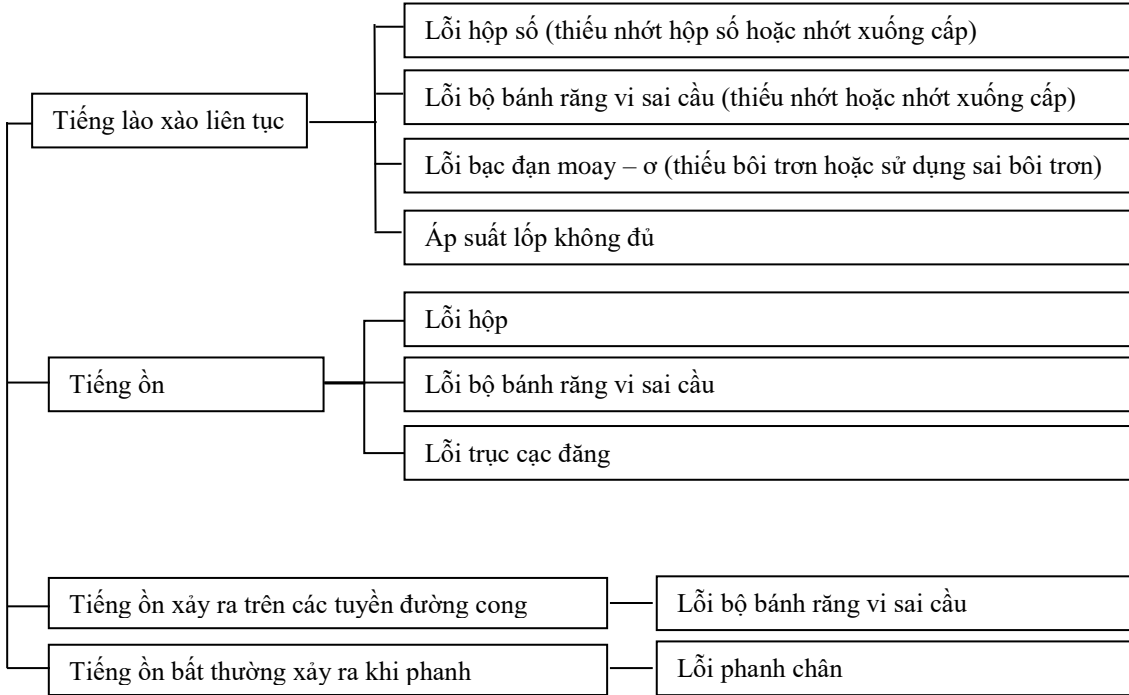 Lỗi hộp số (thiếu nhớt hộp số hoặc nhớt xuống cấp)
Tiếng lào xào liên tục
Lỗi bộ bánh răng vi sai cầu (thiếu nhớt hoặc nhớt xuống cấp)
Lỗi bạc đạn moay – ơ (thiếu bôi trơn hoặc sử dụng sai bôi trơn)
Áp suất lốp không đủ
Tiếng ồn
Lỗi hộp
Lỗi bộ bánh răng vi sai cầu
Lỗi trục cạc đăng
Tiếng ồn xảy ra trên các tuyền đường cong
Lỗi bộ bánh răng vi sai cầu
Tiếng ồn bất thường xảy ra khi phanh
Lỗi phanh chân